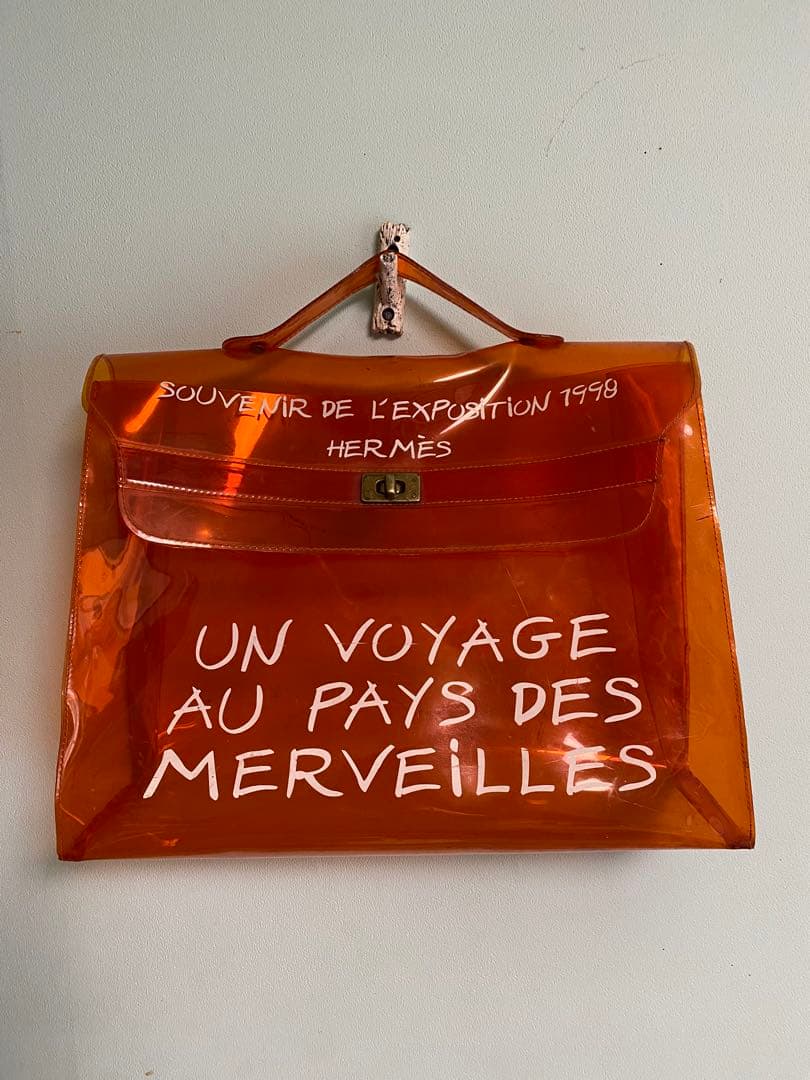 SOUVENiR DE L'EXPOSiTION 1998
HERMÈS
UN VOYAGE
AU PAYS DES
MERVEiLLES